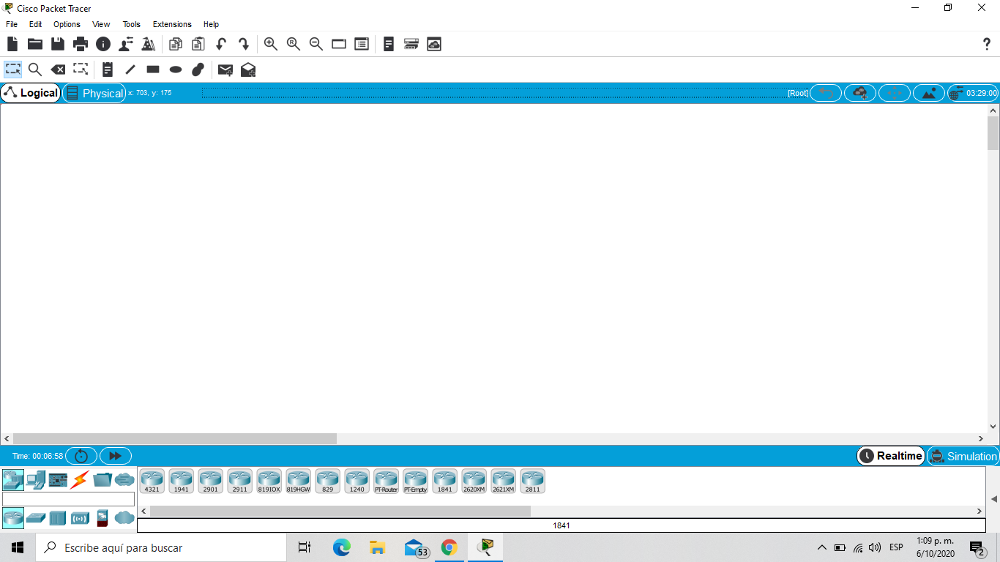 Cisco Packet Tracer
File Edit Options View Tools Extensions Help
?
Logical Physical x: 703, y: 175 [Root] 03:29:00
Time: 00:06:58 Realtime Simulation
4321 1941 2901 2911 819IOX 819HGW 829 1240 PT-Router PT-Empty 1841 2620XM 2621XM 2811
1841
Escribe aquí para buscar 53 ESP 1:09 p. m.
6/10/2020 2